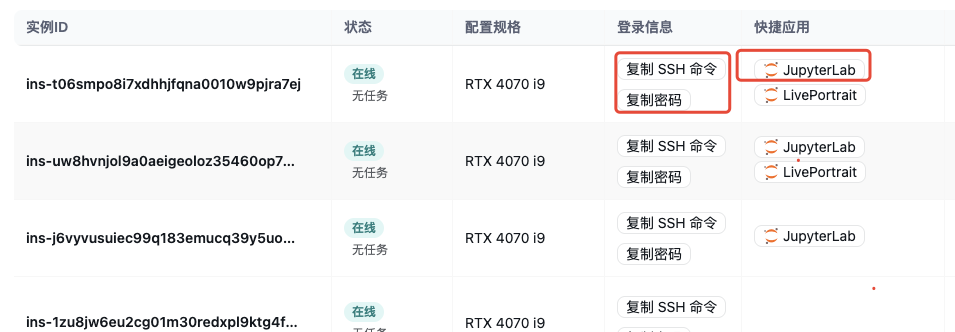 实例ID 状态 配置规格 登录信息 快捷应用
ins-t06smpo8i7xdhhjfqna0010w9pjra7ej 在线 无任务 RTX 4070 i9 复制 SSH 命令 复制密码 JupyterLab LivePortrait
ins-uw8hvnjol9a0aeigeoloz35460op7... 在线 无任务 RTX 4070 i9 复制 SSH 命令 复制密码 JupyterLab LivePortrait
ins-j6vyvusuiec99q183emucq39y5uo... 在线 无任务 RTX 4070 i9 复制 SSH 命令 复制密码 JupyterLab
ins-1zu8jw6eu2cg01m30redxpl9ktg4f... 在线 RTX 4070 i9 复制 SSH 命令